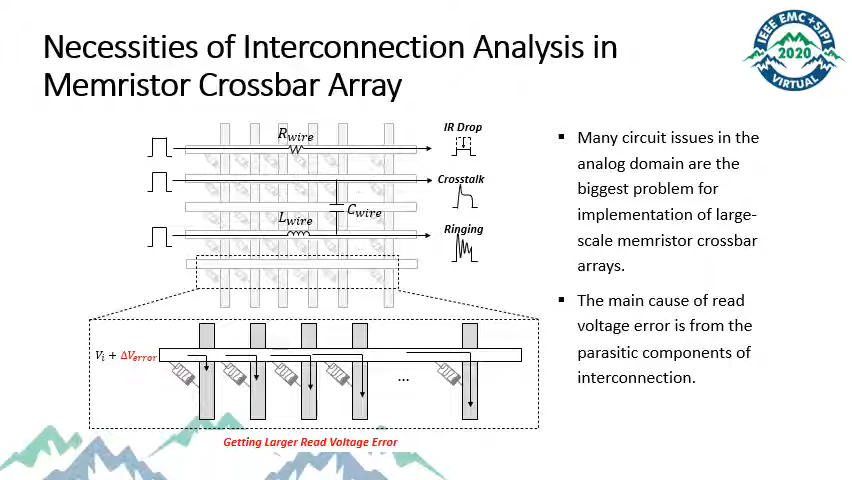 Necessities of Interconnection Analysis in
Memristor Crossbar Array
IEEE EMC+SIPI
2020
VIRTUAL
R_wire
IR Drop
Crosstalk
C_wire
L_wire
Ringing
V_i + ΔV_error
...
Getting Larger Read Voltage Error
▪ Many circuit issues in the
analog domain are the
biggest problem for
implementation of large-
scale memristor crossbar
arrays.
▪ The main cause of read
voltage error is from the
parasitic components of
interconnection.